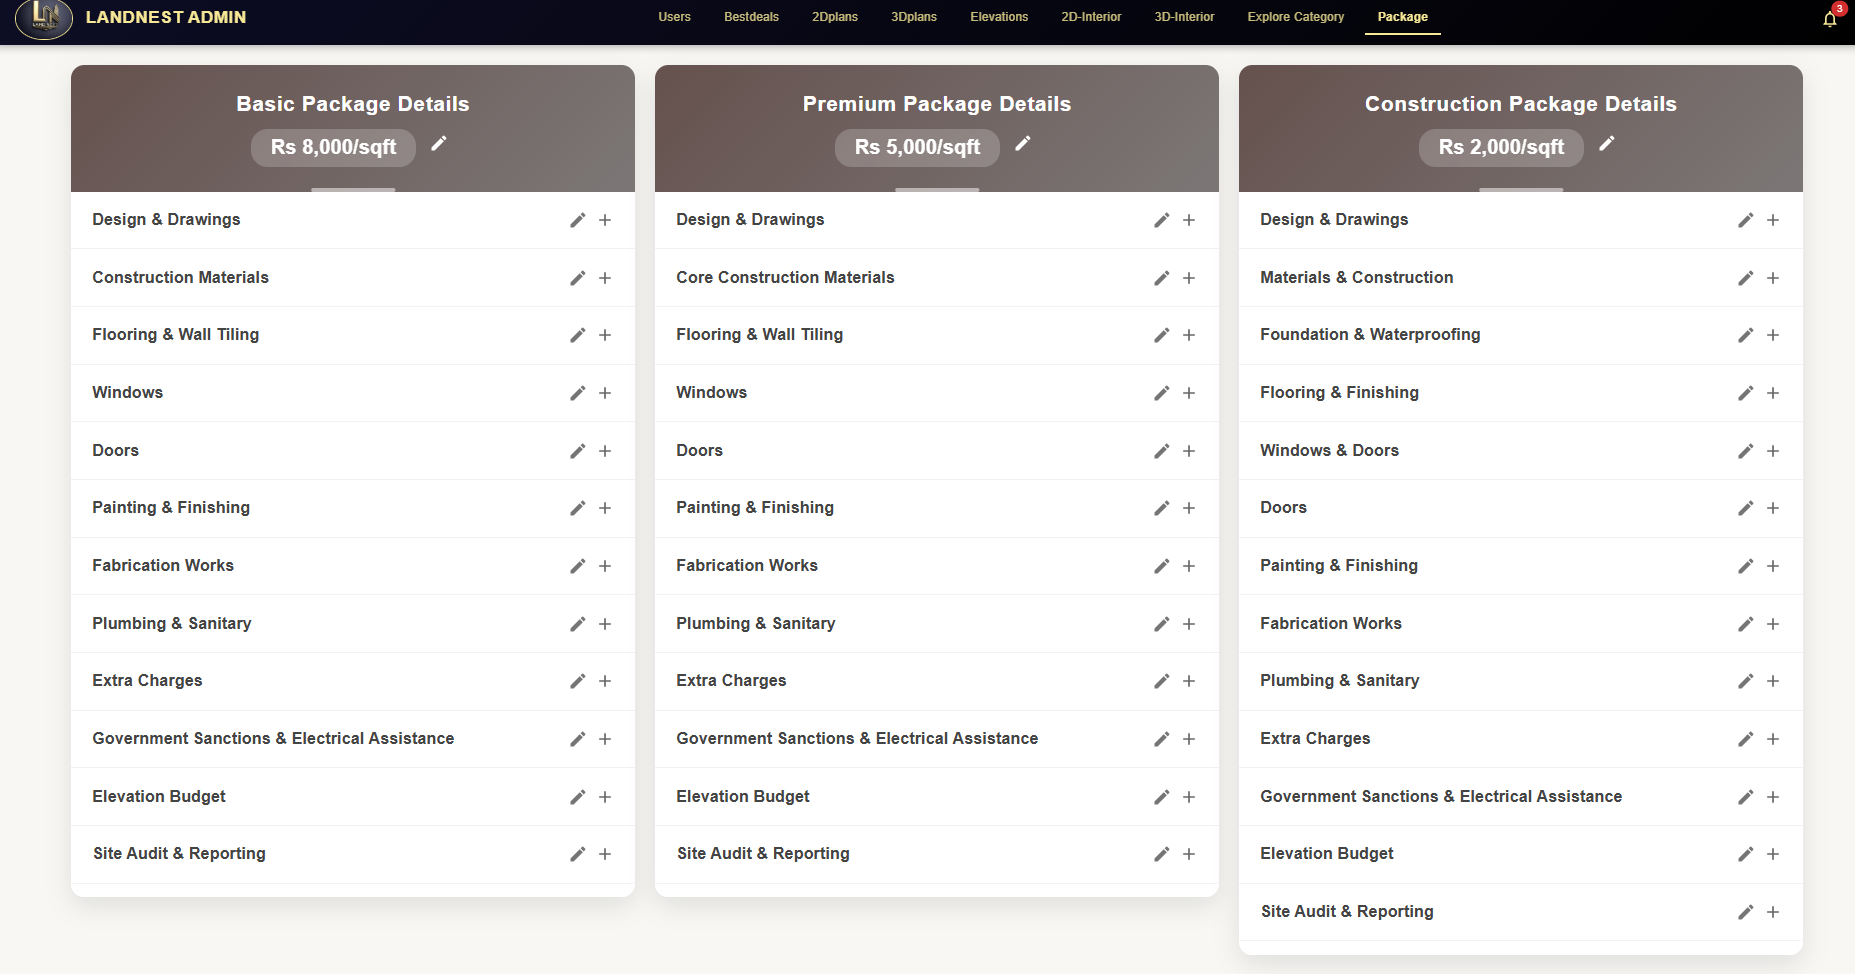 LN
LAND NEST
LANDNEST ADMIN
Users
Bestdeals
2Dplans
3Dplans
Elevations
2D-Interior
3D-Interior
Explore Category
Package
3
Basic Package Details
Rs 8,000/sqft
Design & Drawings
Construction Materials
Flooring & Wall Tiling
Windows
Doors
Painting & Finishing
Fabrication Works
Plumbing & Sanitary
Extra Charges
Government Sanctions & Electrical Assistance
Elevation Budget
Site Audit & Reporting
Premium Package Details
Rs 5,000/sqft
Design & Drawings
Core Construction Materials
Flooring & Wall Tiling
Windows
Doors
Painting & Finishing
Fabrication Works
Plumbing & Sanitary
Extra Charges
Government Sanctions & Electrical Assistance
Elevation Budget
Site Audit & Reporting
Construction Package Details
Rs 2,000/sqft
Design & Drawings
Materials & Construction
Foundation & Waterproofing
Flooring & Finishing
Windows & Doors
Doors
Painting & Finishing
Fabrication Works
Plumbing & Sanitary
Extra Charges
Government Sanctions & Electrical Assistance
Elevation Budget
Site Audit & Reporting